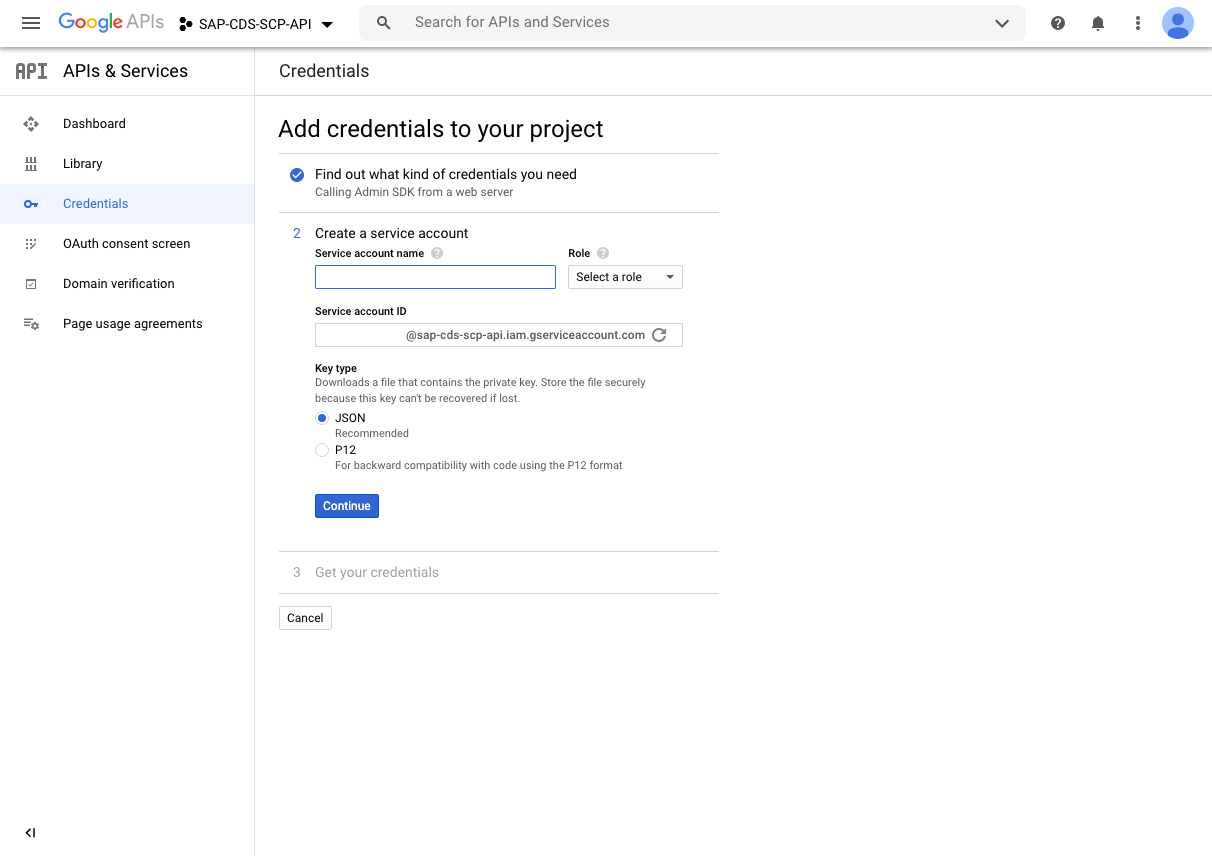 Google APIs
SAP-CDS-SCP-API
Search for APIs and Services
API APIs & Services
Credentials
Dashboard
Library
Credentials
OAuth consent screen
Domain verification
Page usage agreements
Add credentials to your project
Find out what kind of credentials you need
Calling Admin SDK from a web server
2 Create a service account
Service account name ? Role ?
Select a role
Service account ID
@sap-cds-scp-api.iam.gserviceaccount.com
Key type
Downloads a file that contains the private key. Store the file securely
because this key can't be recovered if lost.
JSON
Recommended
P12
For backward compatibility with code using the P12 format
Continue
3 Get your credentials
Cancel